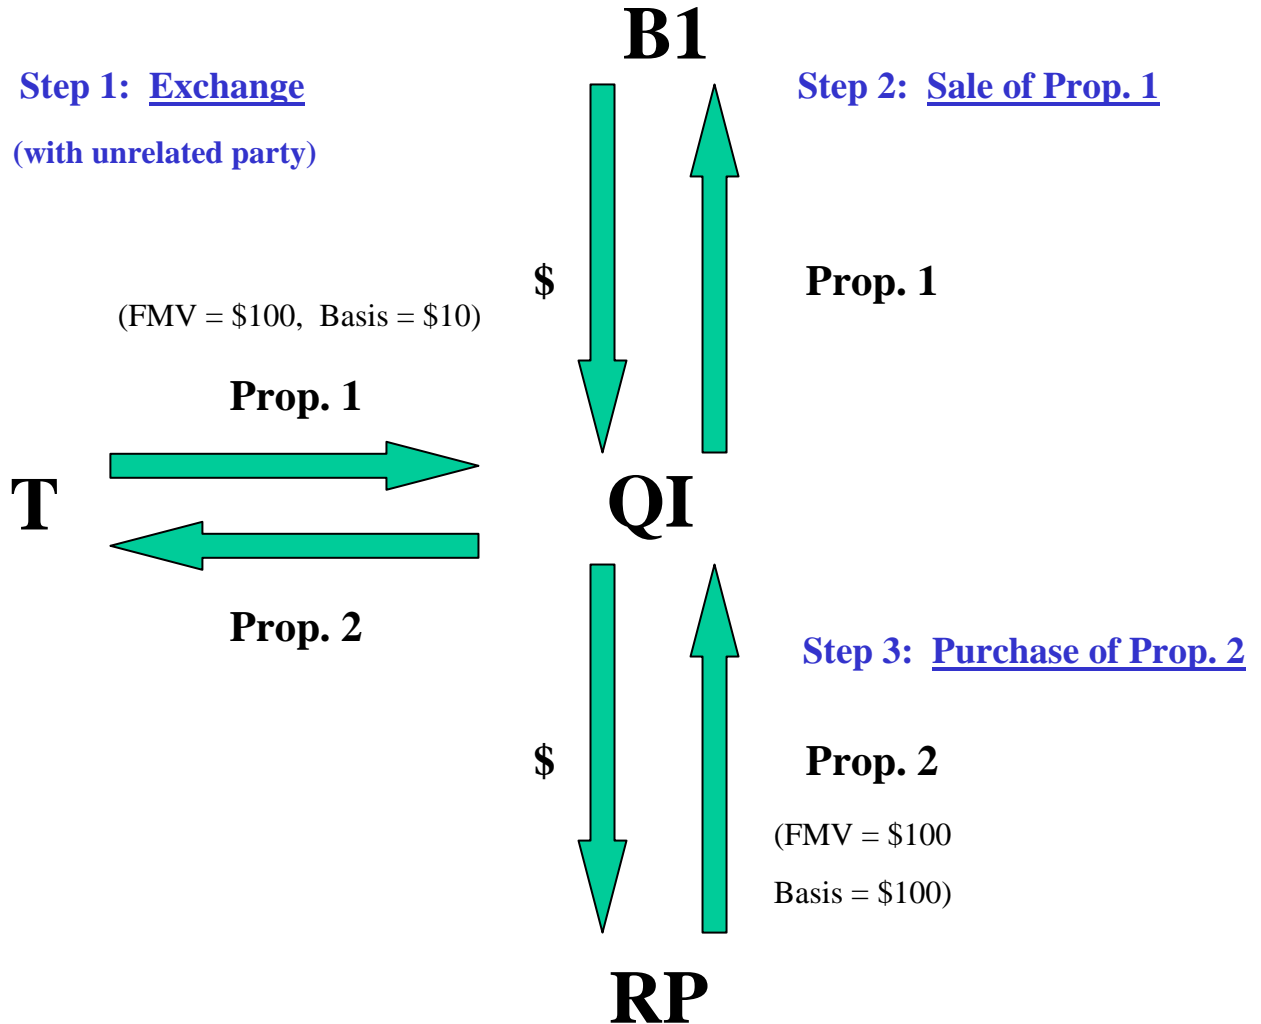 B1
Step 1: Exchange
(with unrelated party)
Step 2: Sale of Prop. 1
$
Prop. 1
(FMV = $100, Basis = $10)
Prop. 1
T
QI
Prop. 2
Step 3: Purchase of Prop. 2
$
Prop. 2
(FMV = $100
Basis = $100)
RP